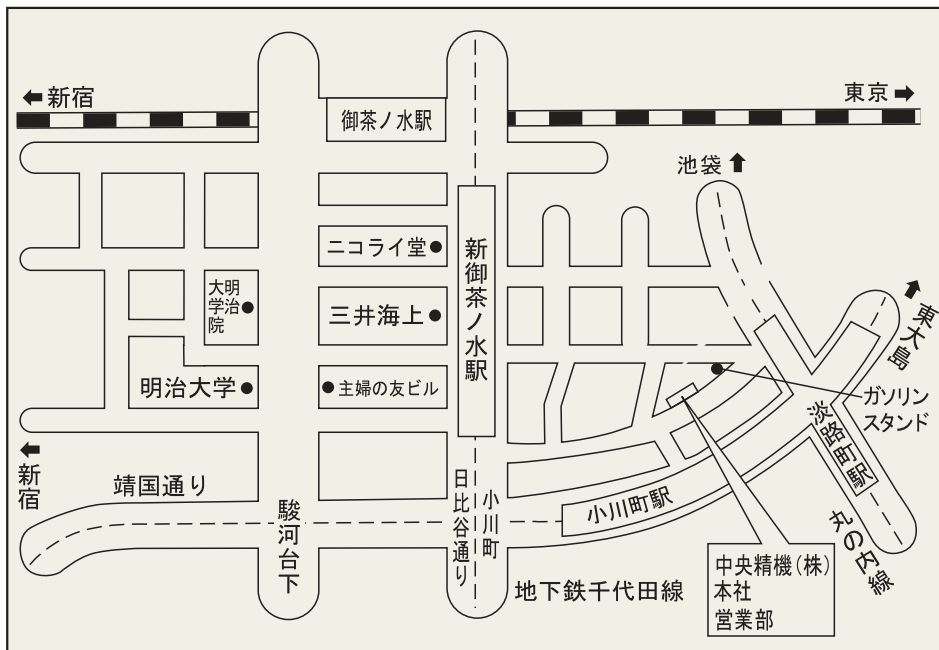 新宿
東京
御茶ノ水駅
池袋
ニコライ堂
新御茶ノ水駅
大明
学治
院
三井海上
東大島
明治大学
主婦の友ビル
ガソリン
スタンド
淡路町駅
新宿
靖国通り
日比谷通り
小川町
小川町駅
駿河台下
丸の内線
地下鉄千代田線
中央精機(株)
本社
営業部